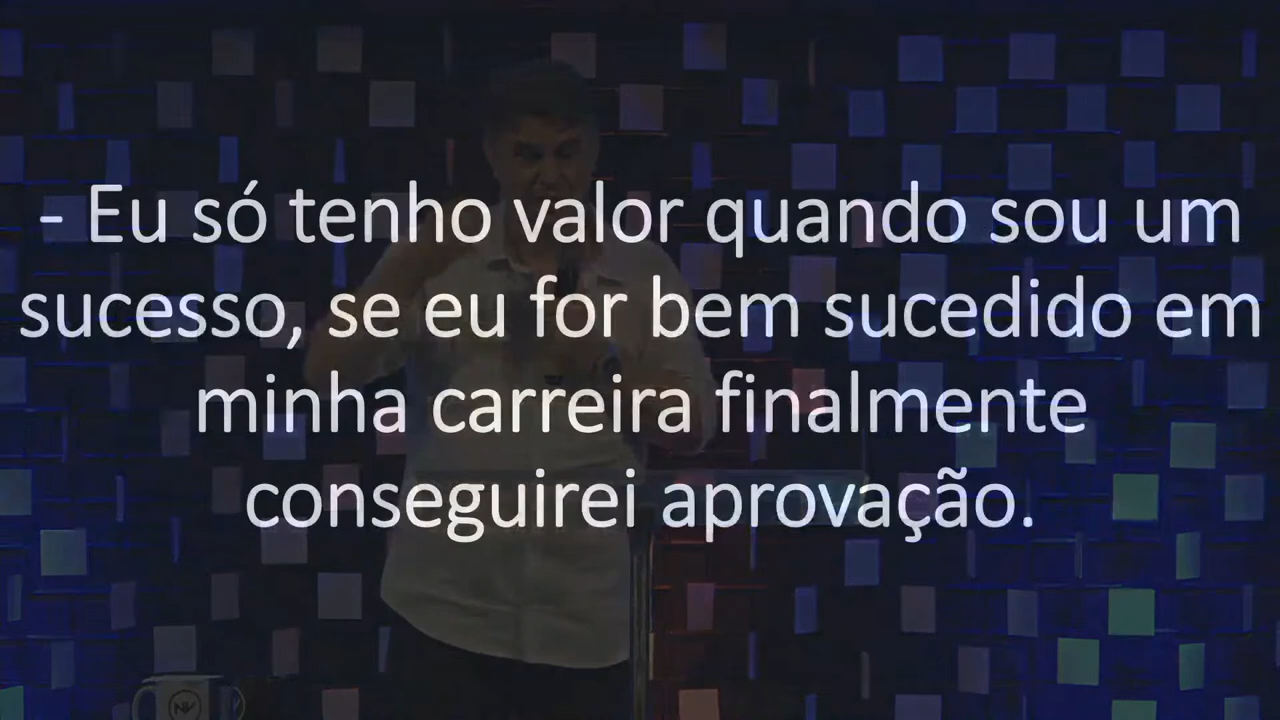 - Eu só tenho valor quando sou um
sucesso, se eu for bem sucedido em
minha carreira finalmente
conseguirei aprovação.